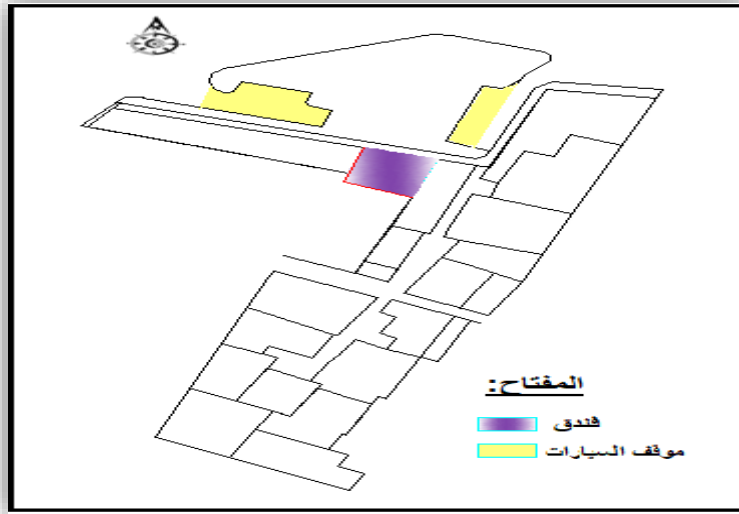 المفتاح:
فندق
موقف السيارات